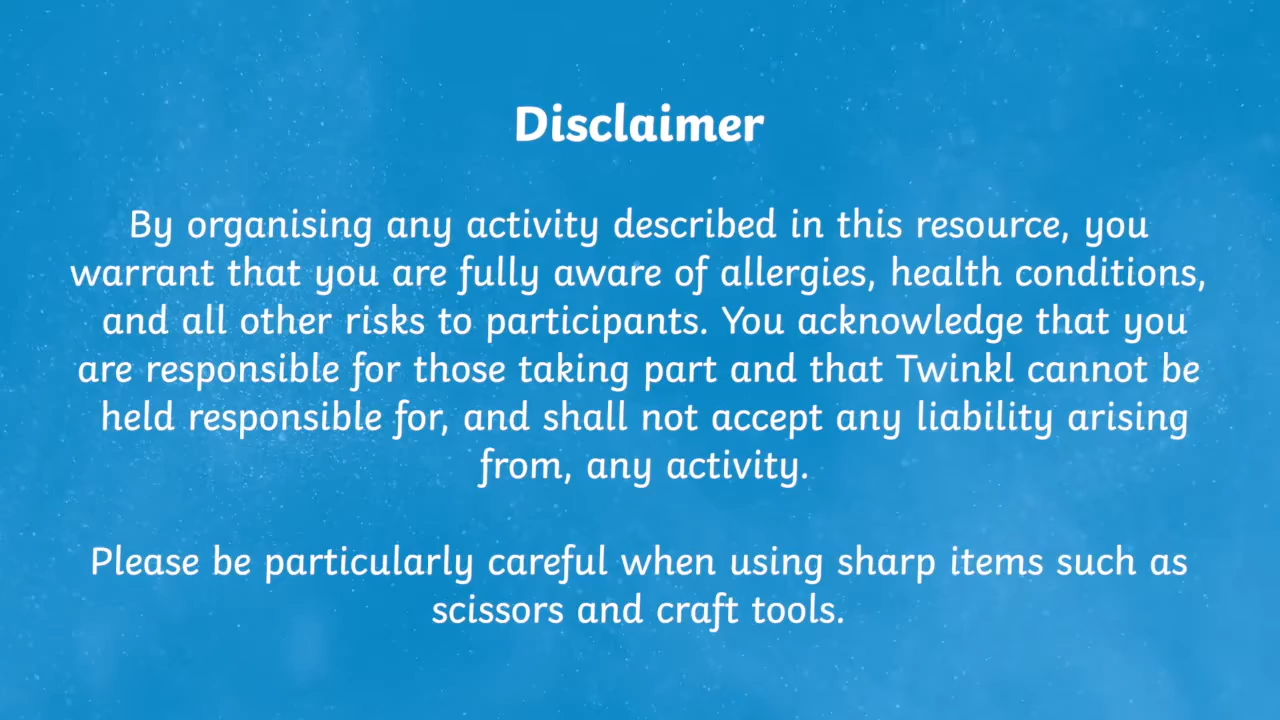 Disclaimer
By organising any activity described in this resource, you
warrant that you are fully aware of allergies, health conditions,
and all other risks to participants. You acknowledge that you
are responsible for those taking part and that Twinkl cannot be
held responsible for, and shall not accept any liability arising
from, any activity.
Please be particularly careful when using sharp items such as
scissors and craft tools.